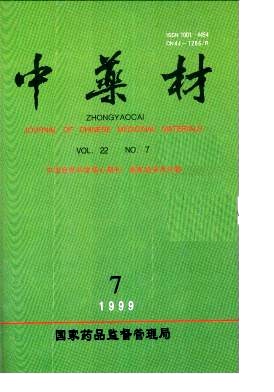 ISSN 1001-4454
CN44-1286/R
中藥材
ZHONGYAOCAI
JOURNAL OF CHINESE MEDICINAL MATERIALS
VOL. 22 NO. 7
7
1999
国家药品监督管理局